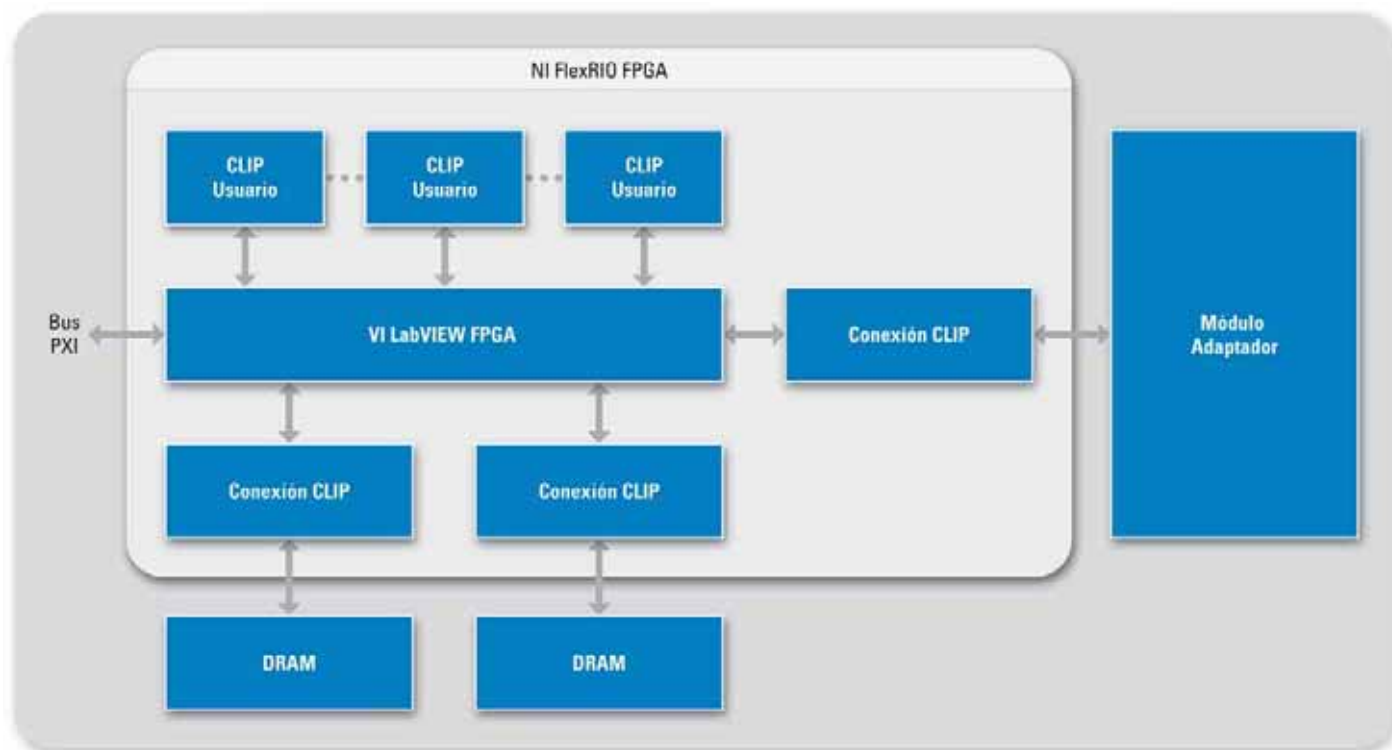 NI FlexRIO FPGA
CLIP
Usuario
CLIP
Usuario
CLIP
Usuario
Bus
PXI
VI LabVIEW FPGA
Conexión CLIP
Módulo
Adaptador
Conexión CLIP
Conexión CLIP
DRAM
DRAM